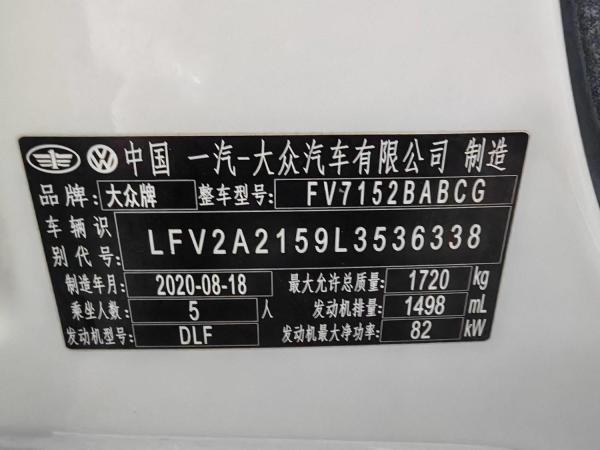 中国 一汽-大众汽车有限公司 制造
品牌: 大众牌 整车型号: FV7152BABCG
车辆识别代号: LFV2A2159L3536338
制造年月: 2020-08-18 最大允许总质量: 1720 kg
乘坐人数: 5 人 发动机排量: 1498 mL
发动机型号: DLF 发动机最大净功率: 82 kW